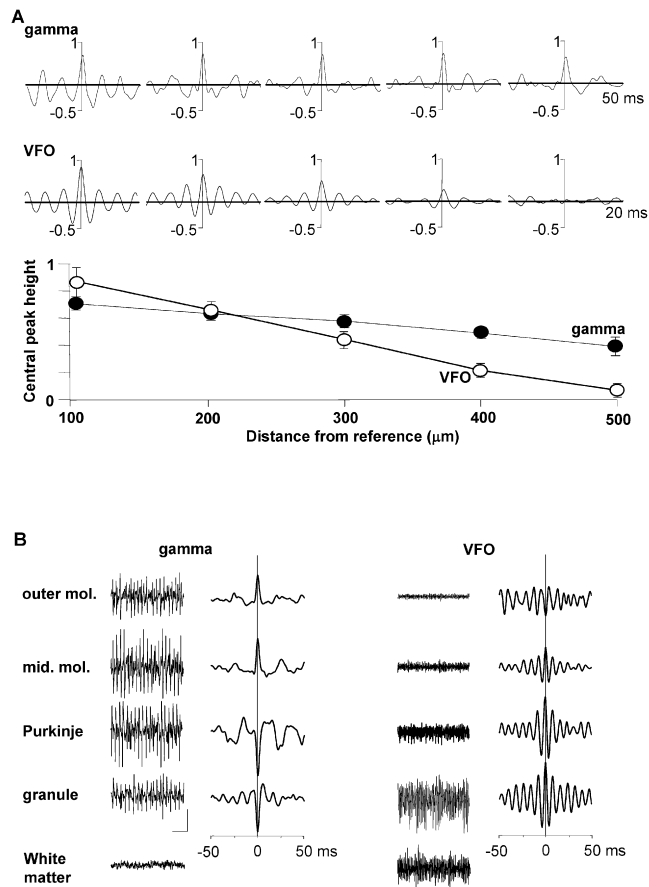 A
gamma
1 1 1 1 1
-0.5 -0.5 -0.5 -0.5 -0.5
50 ms
VFO
1 1 1 1 1
-0.5 -0.5 -0.5 -0.5 -0.5
20 ms
Central peak height
1
0
gamma
VFO
100 200 300 400 500
Distance from reference (μm)
B
gamma VFO
outer mol.
mid. mol.
Purkinje
granule
-50 0 50 ms -50 0 50 ms
White
matter